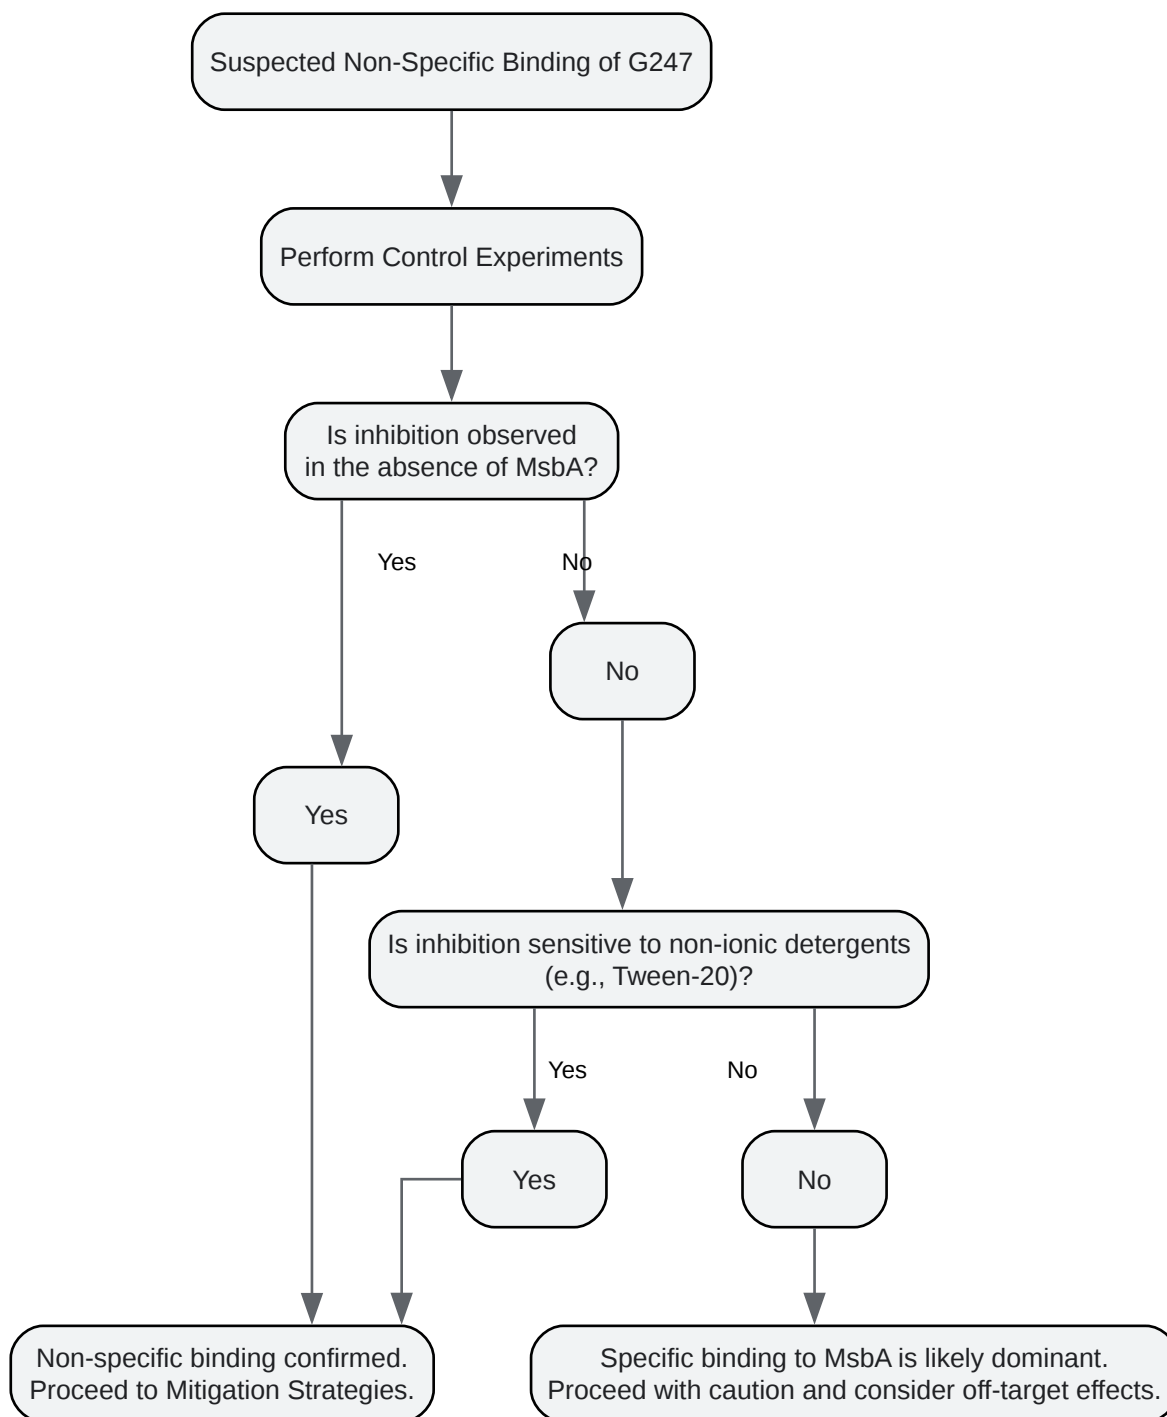 Suspected Non-Specific Binding of G247
Perform Control Experiments
Is inhibition observed
in the absence of MsbA?
Yes
No
No
Yes
Is inhibition sensitive to non-ionic detergents
(e.g., Tween-20)?
Yes
No
Yes
No
Non-specific binding confirmed.
Proceed to Mitigation Strategies.
Specific binding to MsbA is likely dominant.
Proceed with caution and consider off-target effects.